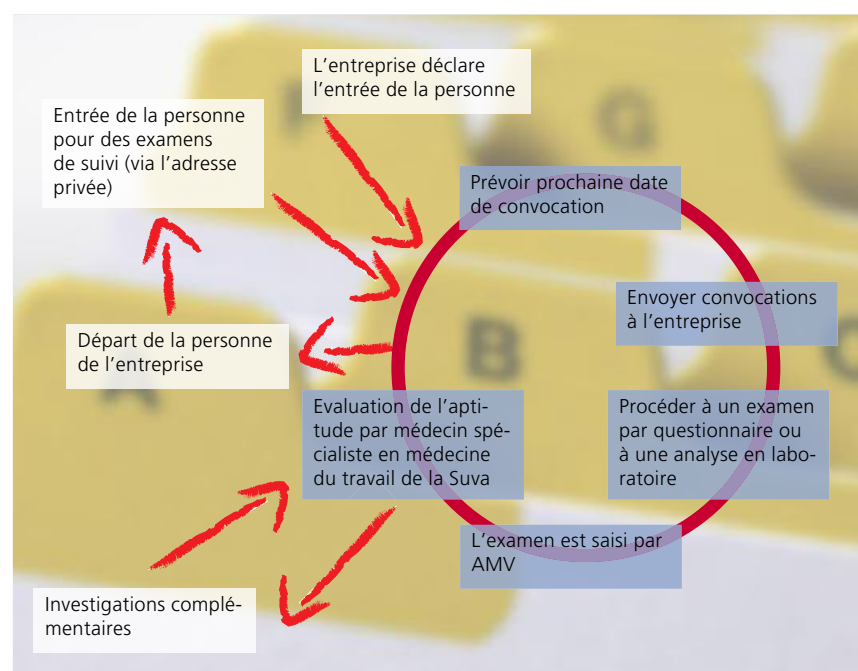 L'entreprise déclare
l'entrée de la personne
Entrée de la personne
pour des examens
de suivi (via l'adresse
privée)
Prévoir prochaine date
de convocation
Envoyer convocations
à l'entreprise
Départ de la personne
de l'entreprise
Evaluation de l'apti-
tude par médecin spé-
cialiste en médecine
du travail de la Suva
Procéder à un examen
par questionnaire ou
à une analyse en labo-
ratoire
L'examen est saisi par
AMV
Investigations complé-
mentaires
F
G
A
B
C